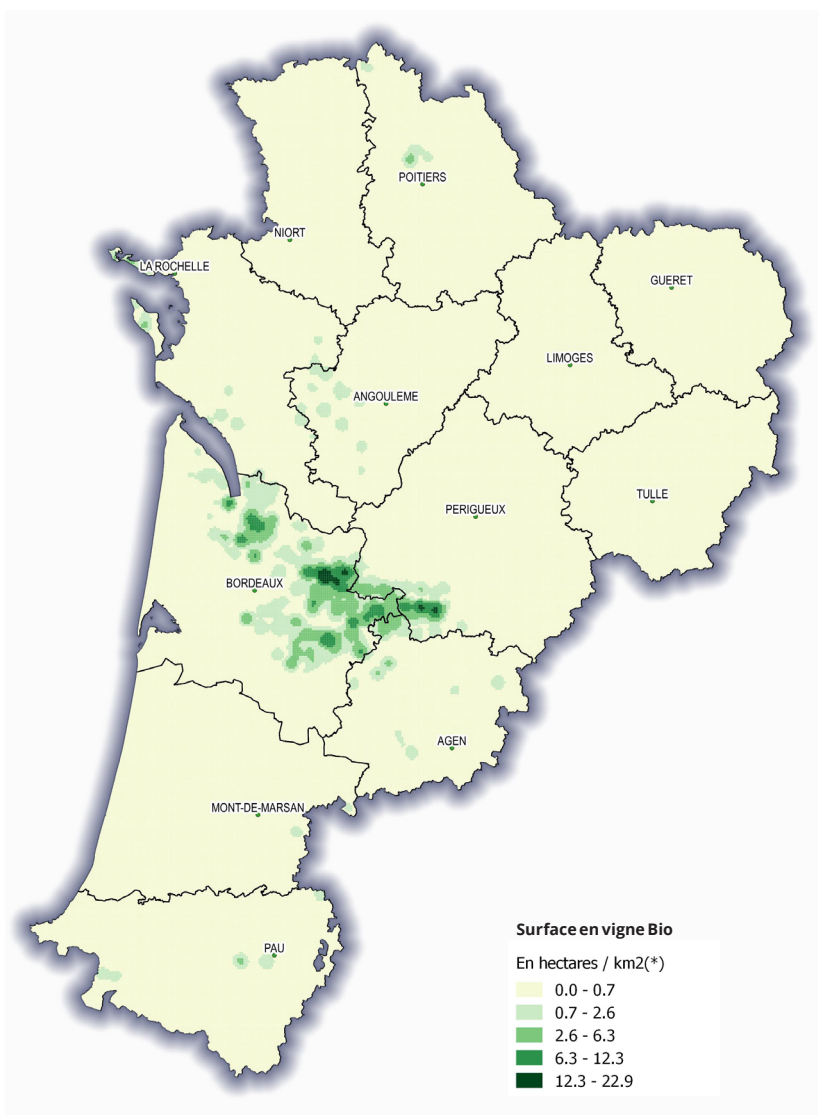 POITIERS
NIORT
LA ROCHELLE
GUERET
LIMOGES
ANGOULEME
TULLE
PERIGUEUX
BORDEAUX
AGEN
MONT-DE-MARSAN
PAU
Surface en vigne Bio
En hectares / km2(*)
0.0 - 0.7
0.7 - 2.6
2.6 - 6.3
6.3 - 12.3
12.3 - 22.9